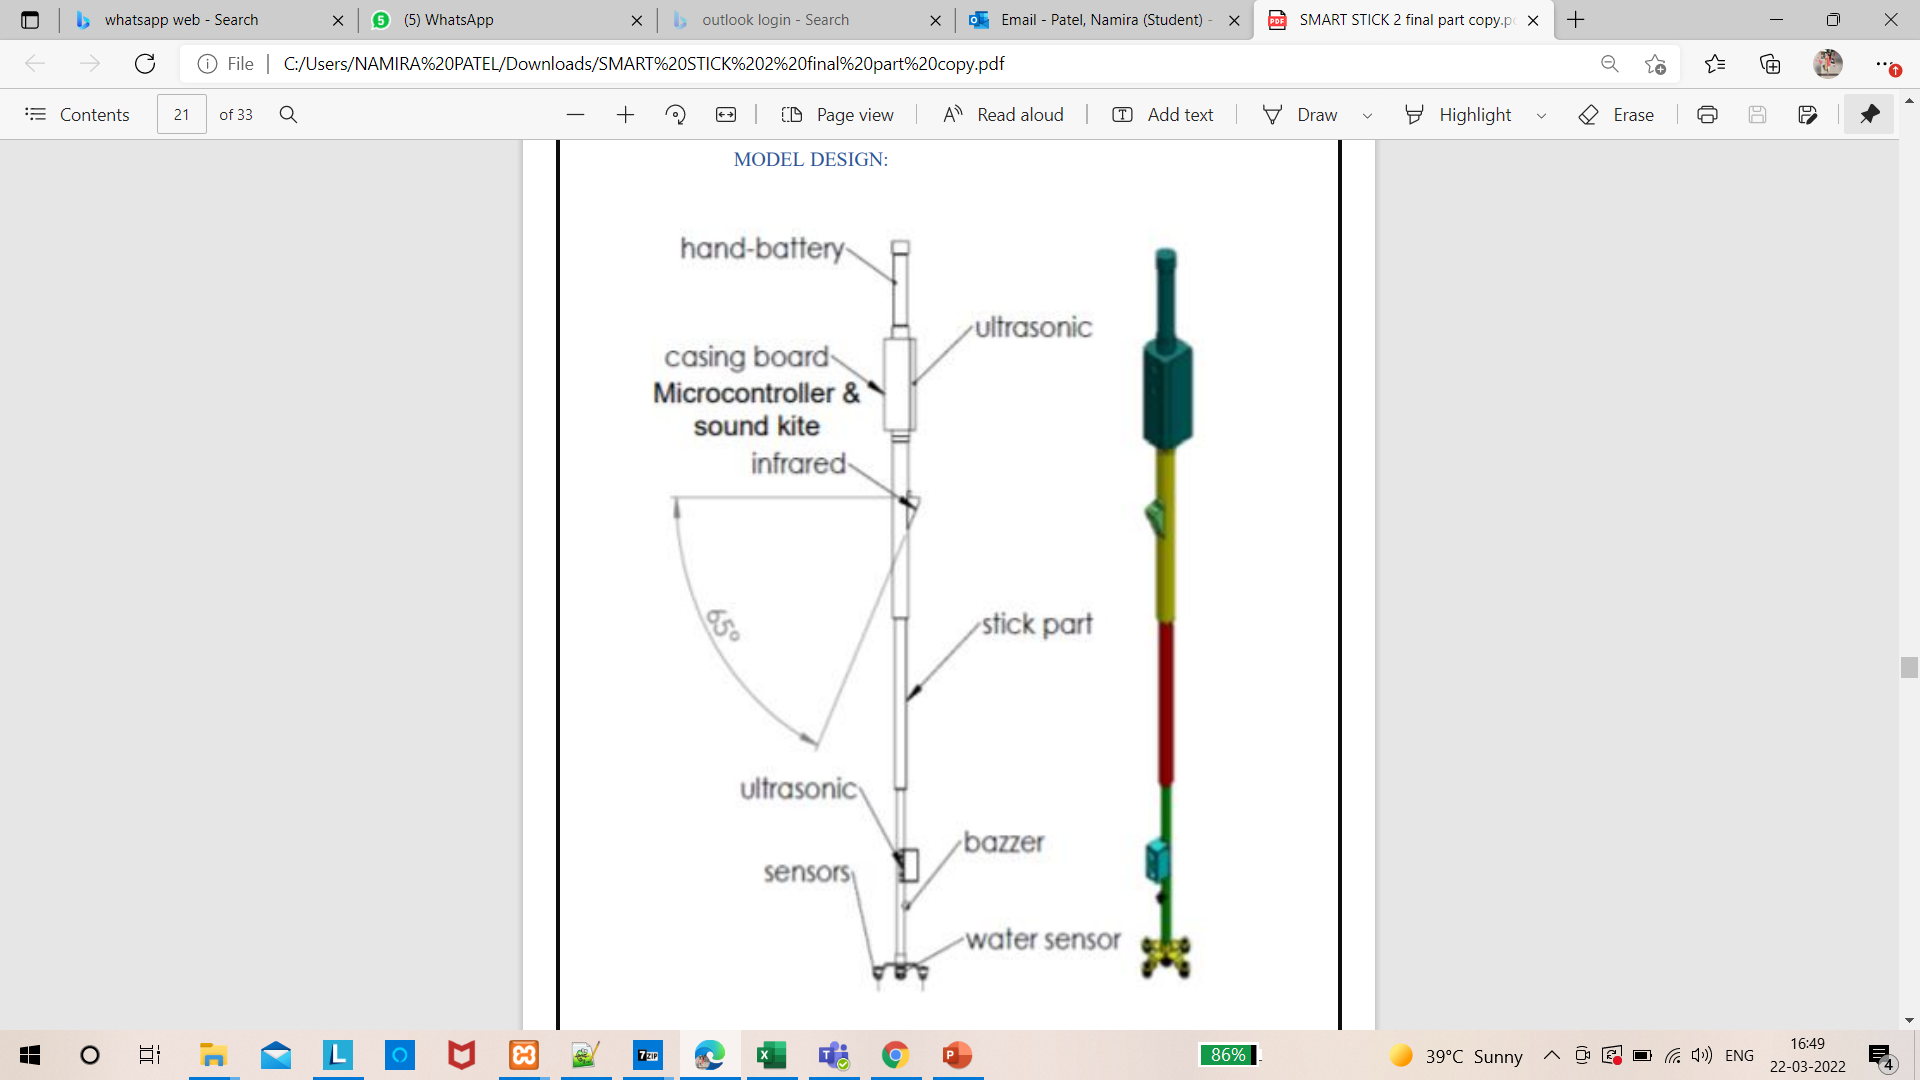 whatsapp web - Search
(5) WhatsApp
outlook login - Search
Email - Patel, Namira (Student) -
SMART STICK 2 final part copy.p
File
C:/Users/NAMIRA%20PATEL/Downloads/SMART%20STICK%202%20final%20part%20copy.pdf
Contents
21
of 33
Page view
Read aloud
Add text
Draw
Highlight
Erase
MODEL DESIGN:
hand-battery
ultrasonic
casing board
Microcontroller &
sound kite
infrared
65°
stick part
ultrasonic
bazzer
sensors
water sensor
86%
39°C Sunny
ENG
16:49
22-03-2022
4